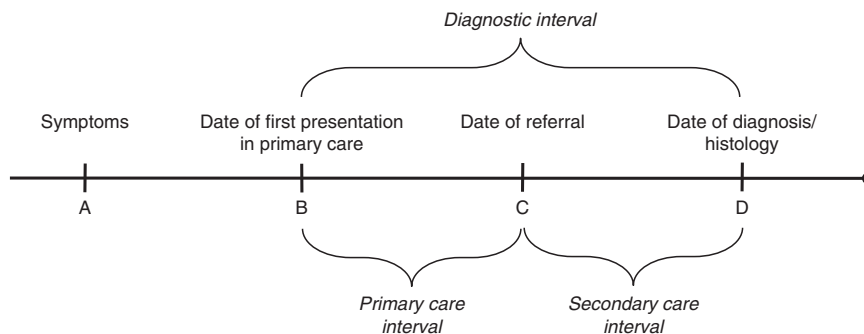 Diagnostic interval
Symptoms
Date of first presentation
in primary care
Date of referral
Date of diagnosis/
histology
A
B
C
D
Primary care
interval
Secondary care
interval